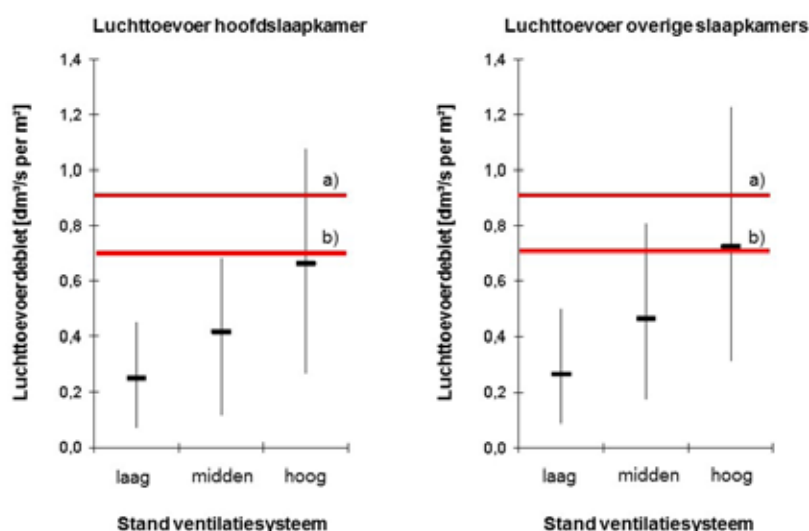 Luchttoevoer hoofdslaapkamer
Luchttoevoerdebiet [dm³/s per m²]
1,4
1,2
1,0
0,8
0,6
0,4
0,2
0,0
a)
b)
laag midden hoog
Stand ventilatiesysteem
Luchttoevoer overige slaapkamers
Luchttoevoerdebiet [dm³/s per m²]
1,4
1,2
1,0
0,8
0,6
0,4
0,2
0,0
a)
b)
laag midden hoog
Stand ventilatiesysteem